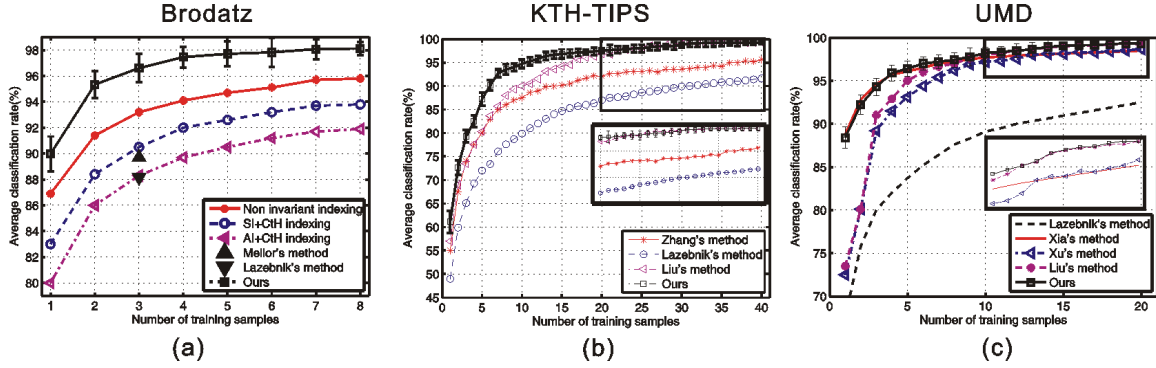 Brodatz
KTH-TIPS
UMD
Average classification rate(%)
98
96
94
92
90
88
86
84
82
80
1 2 3 4 5 6 7 8
Number of training samples
Non invariant indexing
SI+CtH indexing
AI+CtH indexing
Mellor's method
Lazebnik's method
Ours
(a)
Average classification rate(%)
100
95
90
85
80
75
70
65
60
55
50
45
0 5 10 15 20 25 30 35 40
Number of training samples
Zhang's method
Lazebnik's method
Liu's method
Ours
(b)
Average classification rate(%)
100
95
90
85
80
75
70
0 5 10 15 20
Number of training samples
Lazebnik's method
Xia's method
Xu's method
Liu's method
Ours
(c)